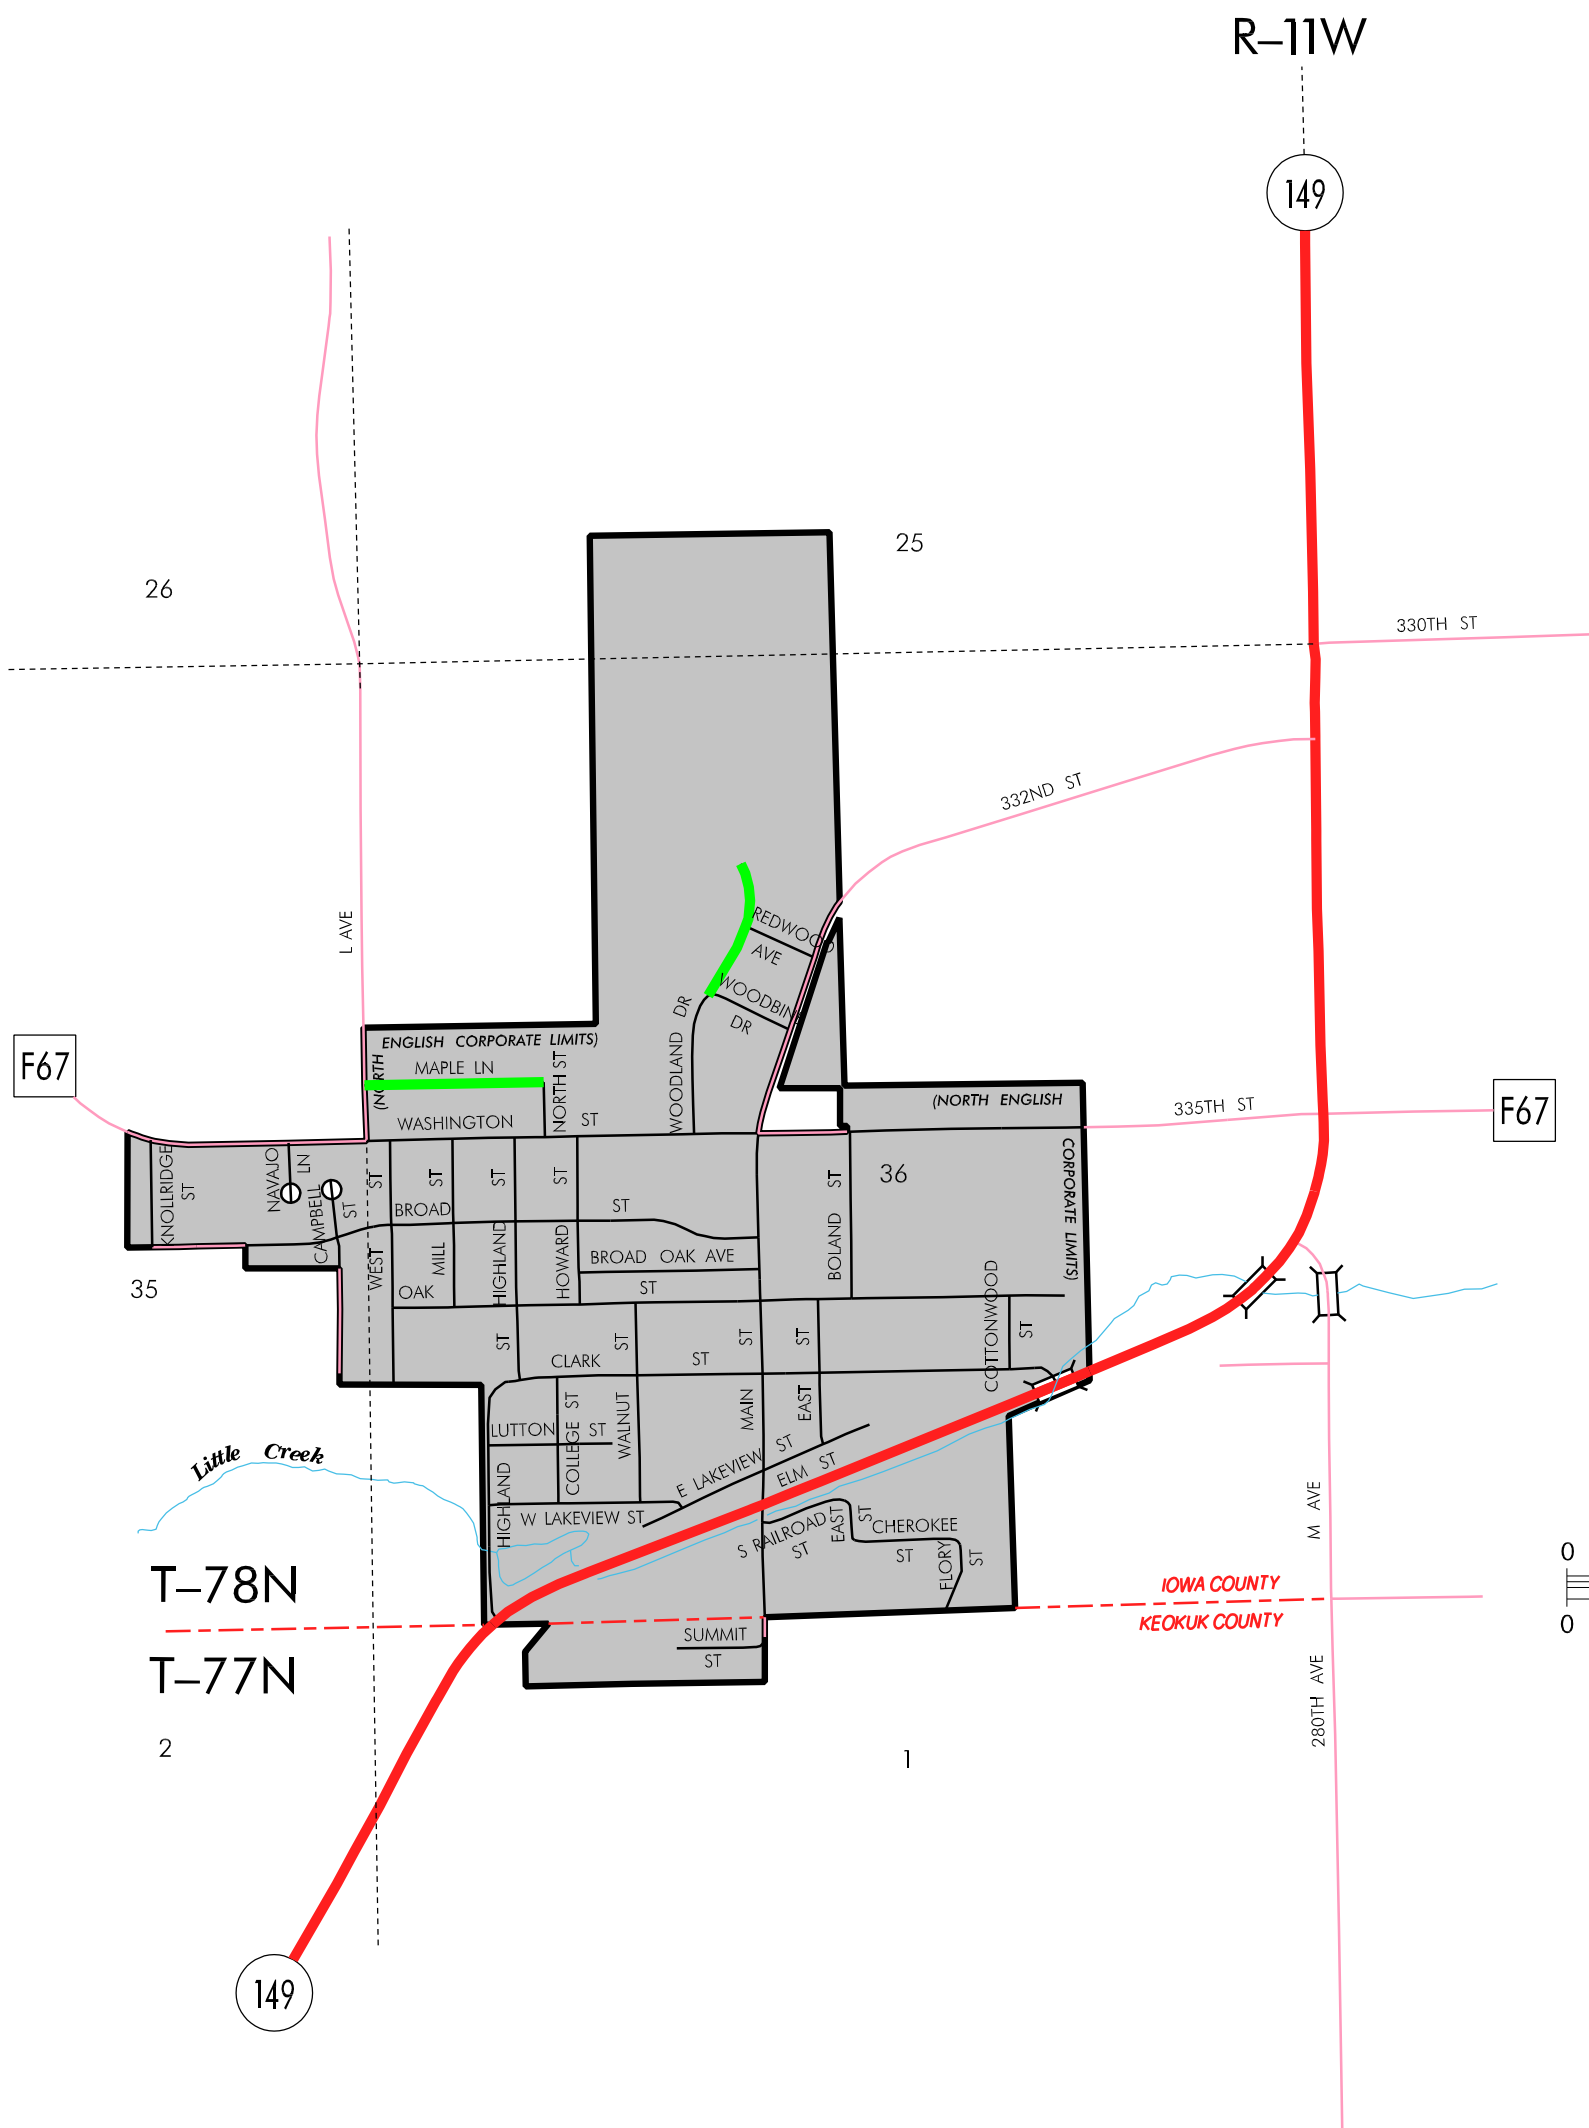 R–11W
149
25
26
330TH ST
332ND ST
L AVE
REDWOOD
AVE
WOODBIN
DR
WOODLAND DR
ENGLISH CORPORATE LIMITS)
(NORTH
MAPLE LN
NORTH ST
WASHINGTON ST
F67
(NORTH ENGLISH
CORPORATE LIMITS)
335TH ST
F67
KNOLLRIDGE
ST
NAVAJO
LN
CAMPBELL
ST
WEST ST
MILL ST
HIGHLAND ST
HOWARD ST
BOLAND ST
36
BROAD ST
BROAD OAK AVE
OAK ST
35
ST
CLARK ST
ST
MAIN ST
EAST ST
COTTONWOOD
ST
LUTTON ST
COLLEGE ST
WALNUT
HIGHLAND
E LAKEVIEW ST
W LAKEVIEW ST
ELM ST
S RAILROAD
ST
EAST ST
CHEROKEE
ST
FLORY
ST
Little Creek
M AVE
T–78N
IOWA COUNTY
KEOKUK COUNTY
0
0
T–77N
SUMMIT
ST
280TH AVE
2
1
149